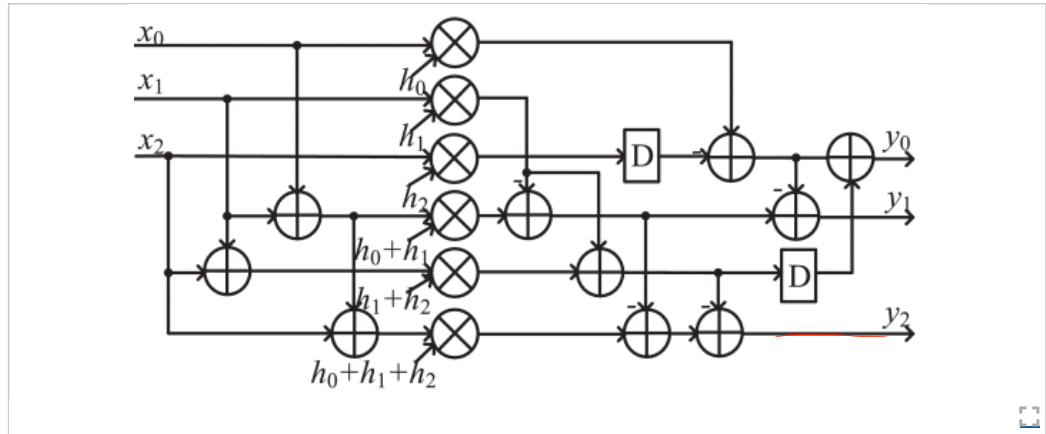 x₀
h₀
x₁
h₁
x₂
D
- 
y₀
h₂
-
-
y₁
h₀+h₁
D
h₁+h₂
-
-
y₂
h₀+h₁+h₂